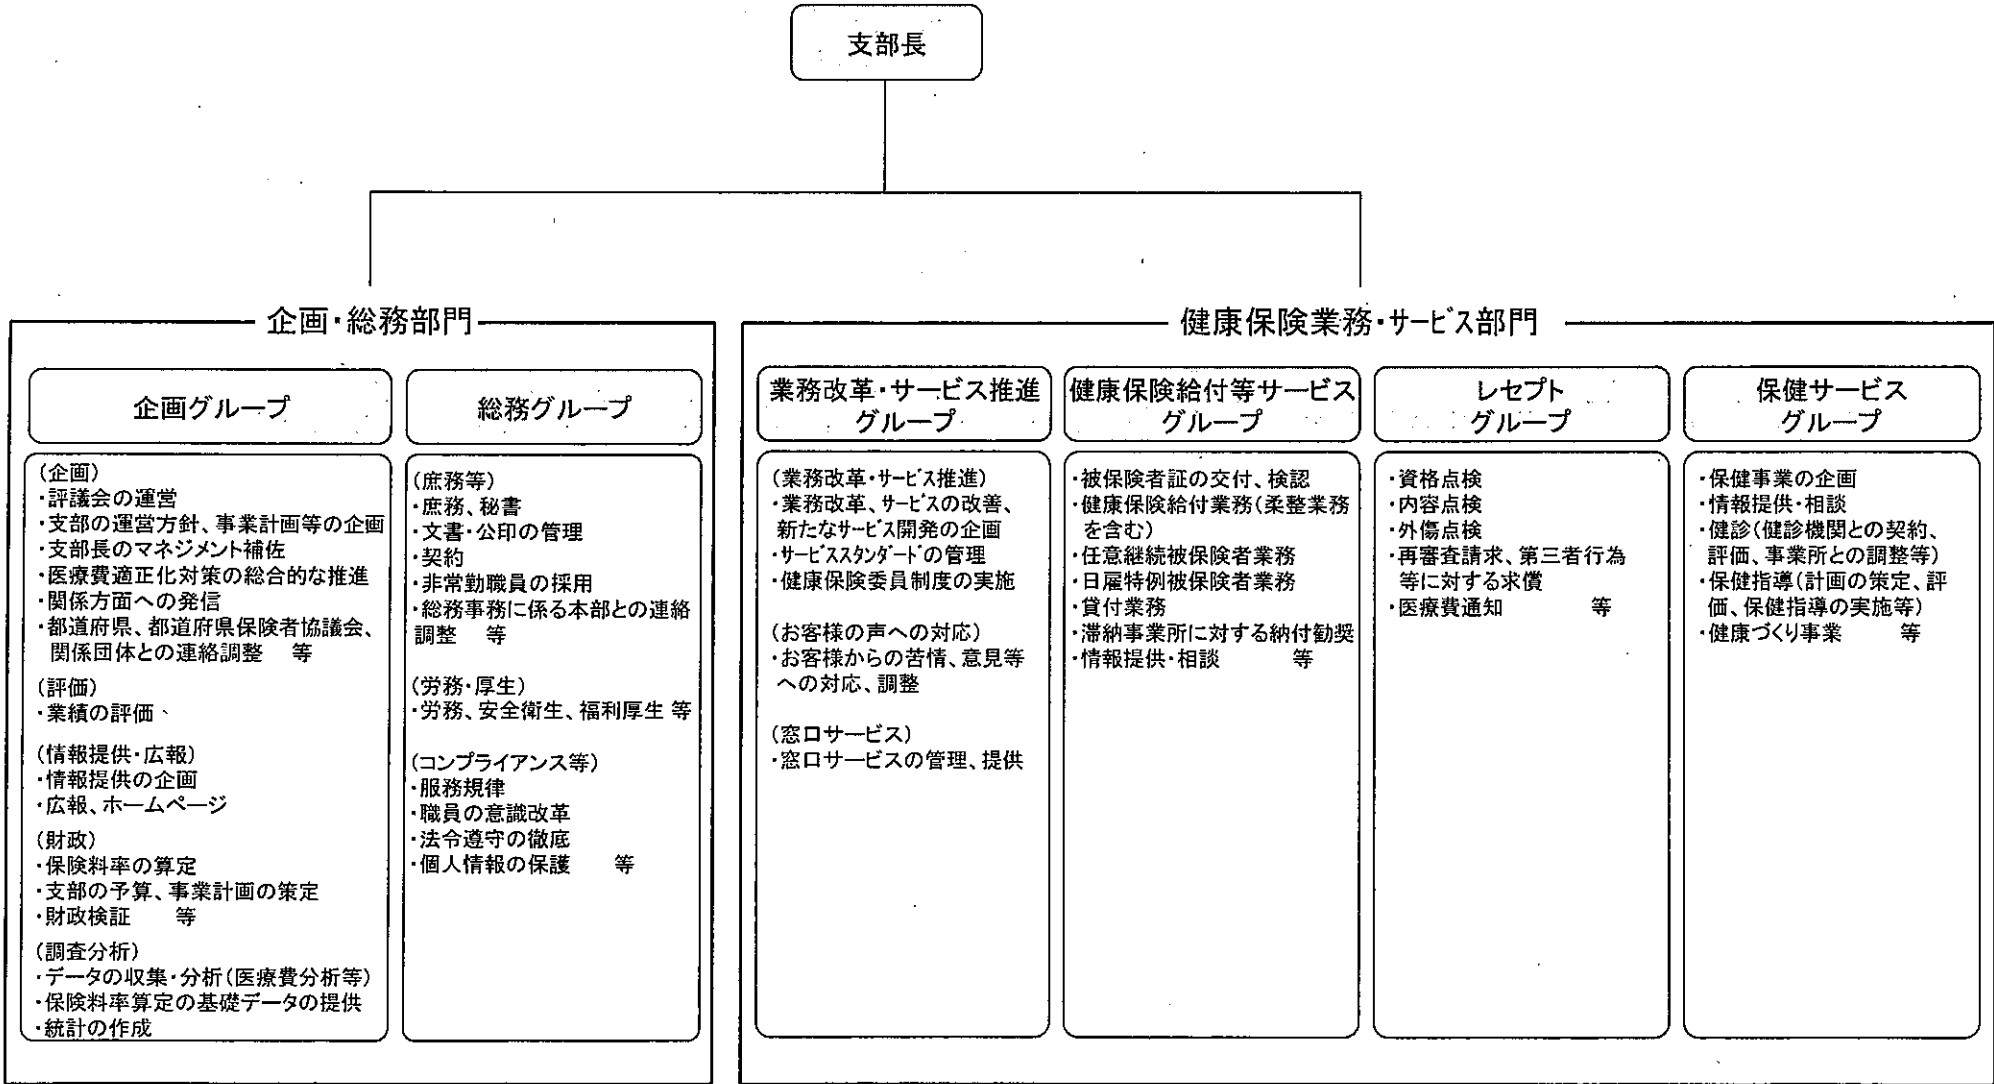 支部長
企画・総務部門
企画グループ
(企画)
・評議会の運営
・支部の運営方針、事業計画等の企画
・支部長のマネジメント補佐
・医療費適正化対策の総合的な推進
・関係方面への発信
・都道府県、都道府県保険者協議会、
関係団体との連絡調整 等
(評価)
・業績の評価
(情報提供・広報)
・情報提供の企画
・広報、ホームページ
(財政)
・保険料率の算定
・支部の予算、事業計画の策定
・財政検証 等
(調査分析)
・データの収集・分析(医療費分析等)
・保険料率算定の基礎データの提供
・統計の作成
総務グループ
(庶務等)
・庶務、秘書
・文書・公印の管理
・契約
・非常勤職員の採用
・総務事務に係る本部との連絡
調整 等
(労務・厚生)
・労務、安全衛生、福利厚生 等
(コンプライアンス等)
・服務規律
・職員の意識改革
・法令遵守の徹底
・個人情報の保護 等
健康保険業務・サービス部門
業務改革・サービス推進
グループ
(業務改革・サービス推進)
・業務改革、サービスの改善、
新たなサービス開発の企画
・サービススタンダードの管理
・健康保険委員制度の実施
(お客様の声への対応)
・お客様からの苦情、意見等
への対応、調整
(窓口サービス)
・窓口サービスの管理、提供
健康保険給付等サービス
グループ
・被保険者証の交付、検認
・健康保険給付業務(柔整業務
を含む)
・任意継続被保険者業務
・日雇特例被保険者業務
・貸付業務
・滞納事業所に対する納付勧奨
・情報提供・相談 等
レセプト
グループ
・資格点検
・内容点検
・外傷点検
・再審査請求、第三者行為
等に対する求償
・医療費通知 等
保健サービス
グループ
・保健事業の企画
・情報提供・相談
・健診(健診機関との契約、
評価、事業所との調整等)
・保健指導(計画の策定、評
価、保健指導の実施等)
・健康づくり事業 等